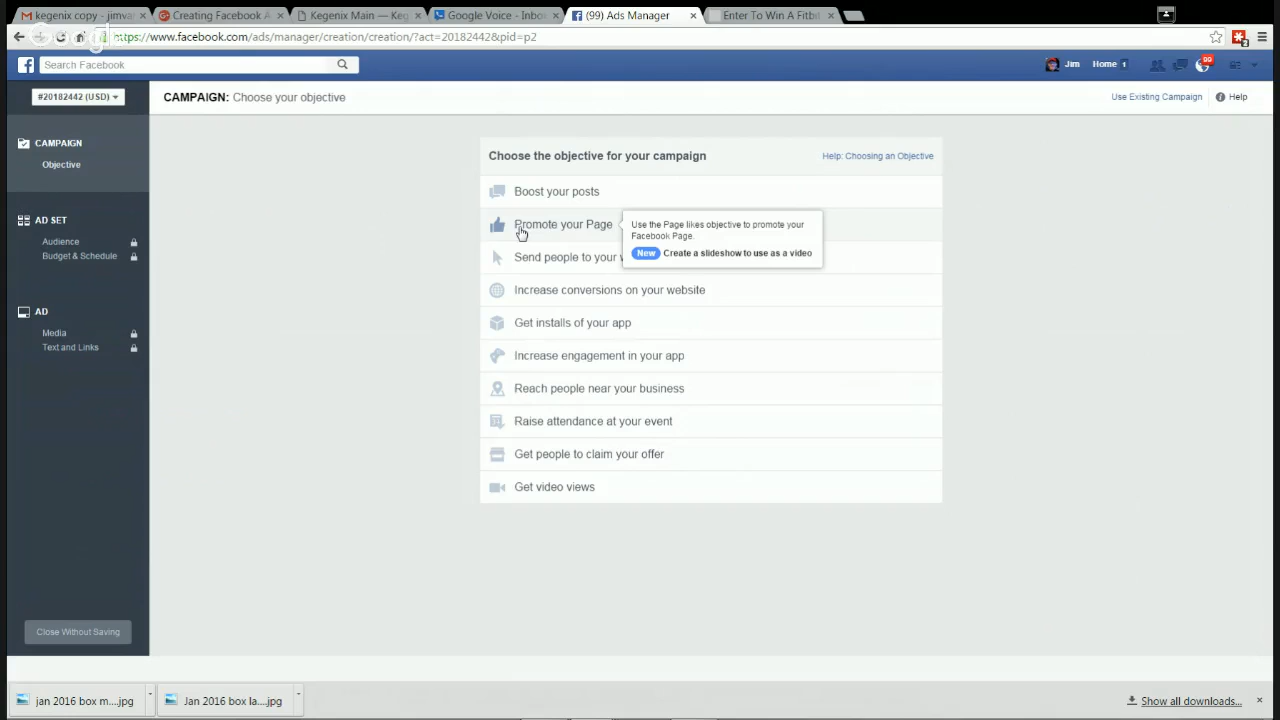 kegenix copy - jimvar
Creating Facebook A
Kegenix Main — Keg
Google Voice - Inbo
(99) Ads Manager
Enter To Win A Fitbi
https://www.facebook.com/ads/manager/creation/creation/?act=20182442&pid=p2
Search Facebook
Jim
Home 1
99
#20182442 (USD)
CAMPAIGN: Choose your objective
Use Existing Campaign
Help
CAMPAIGN
Objective
AD SET
Audience
Budget & Schedule
AD
Media
Text and Links
Close Without Saving
Choose the objective for your campaign
Help: Choosing an Objective
Boost your posts
Promote your Page
Use the Page likes objective to promote your
Facebook Page.
New Create a slideshow to use as a video
Send people to your
Increase conversions on your website
Get installs of your app
Increase engagement in your app
Reach people near your business
Raise attendance at your event
Get people to claim your offer
Get video views
jan 2016 box m....jpg
Jan 2016 box la....jpg
Show all downloads...